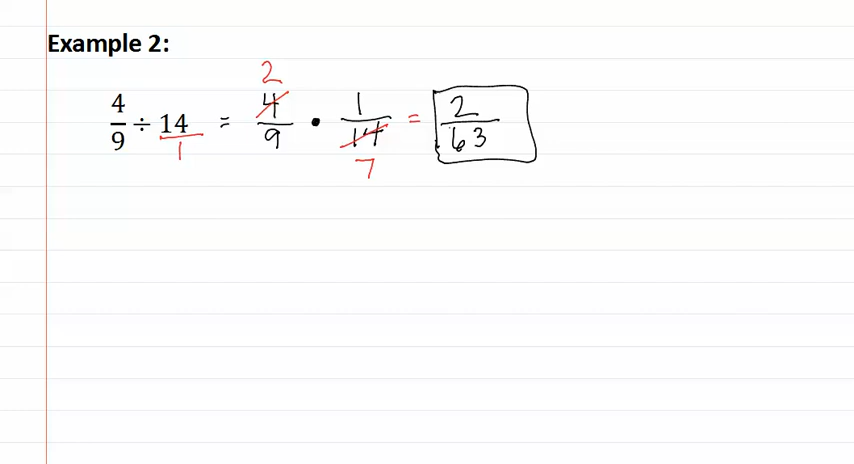 Example 2:
4/9 ÷ 14/1 = 4/9 2 • 1/14 7 = 2/63